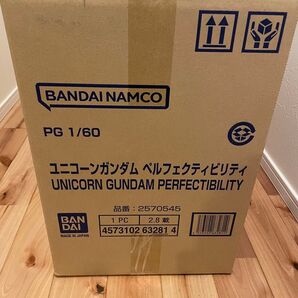 BANDAI NAMCO
PG 1/60
ユニコーンガンダム ペルフェクティビリティ
UNICORN GUNDAM PERFECTIBILITY
品番：2570545
1 PC
2.8 載
BAN
DAI
MADE IN JAPAN
4573102 63281 4